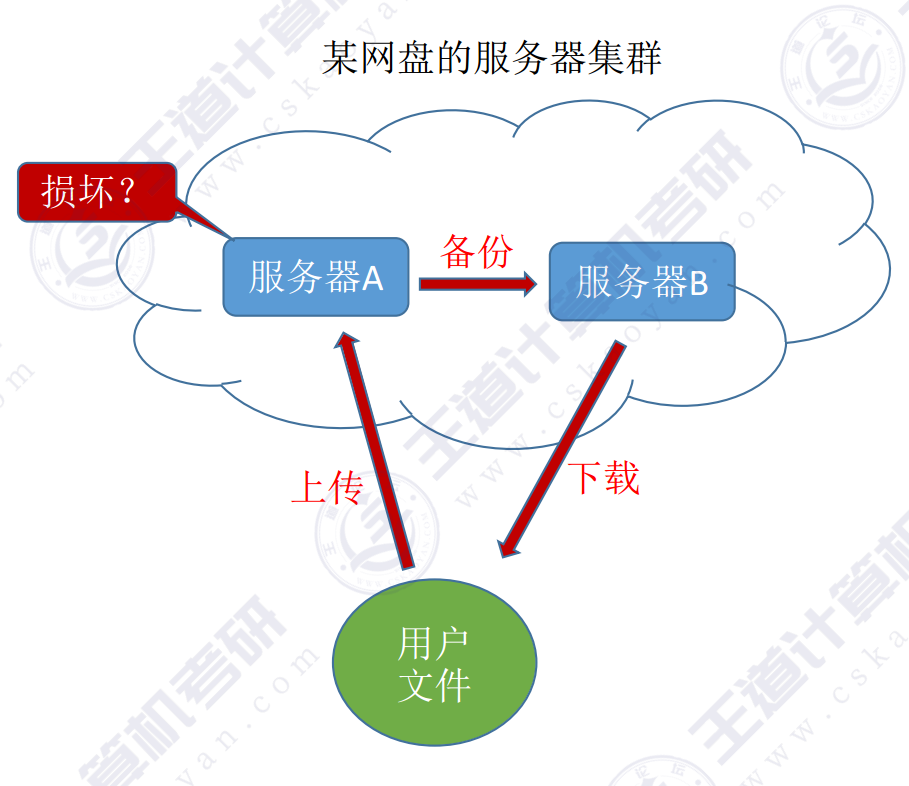 某网盘的服务器集群
损坏？
服务器A
备份
服务器B
上传
下载
用户
文件
王道计算机考研
www.cskaoyan.com